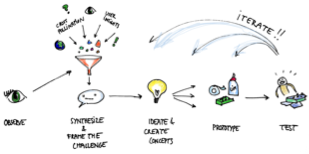 CROSS
POLLINATION
USER
INSIGHTS
ITERATE!!
OBSERVE
SYNTHESIZE
&
FRAME THE
CHALLENGE
IDEATE &
CREATE
CONCEPTS
PROTOTYPE
TEST